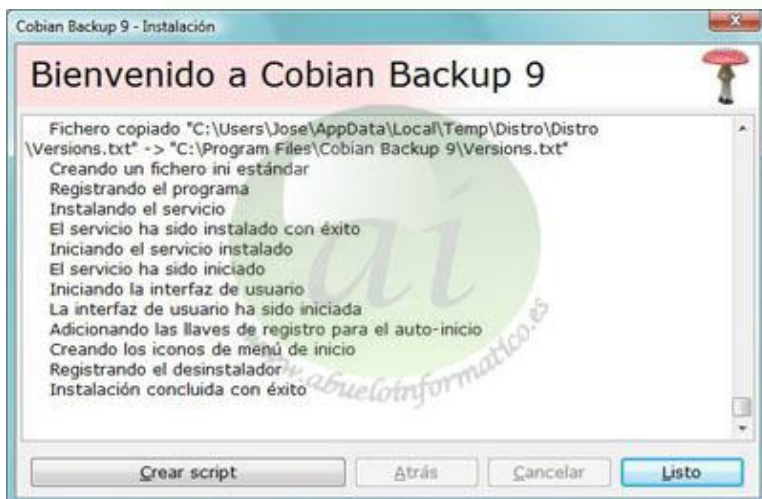 Cobian Backup 9 - Instalación
Bienvenido a Cobian Backup 9
Fichero copiado "C:\Users\Jose\AppData\Local\Temp\Distro\Distro
\Versions.txt" -> "C:\Program Files\Cobian Backup 9\Versions.txt"
Creando un fichero ini estándar
Registrando el programa
Instalando el servicio
El servicio ha sido instalado con éxito
Iniciando el servicio instalado
El servicio ha sido iniciado
Iniciando la interfaz de usuario
La interfaz de usuario ha sido iniciada
Adicionando las llaves de registro para el auto-inicio
Creando los iconos de menú de inicio
Registrando el desinstalador
Instalación concluida con éxito
ai
www.abueloinformatico.es
Crear script
Atrás
Cancelar
Listo